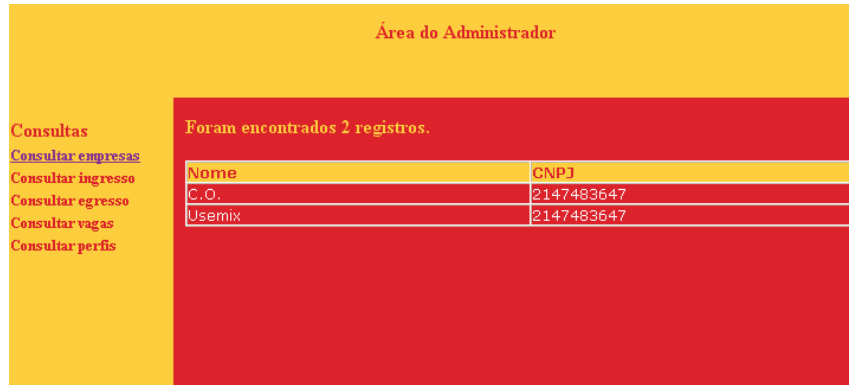 Área do Administrador
Consultas
Consultar empresas
Consultar ingresso
Consultar egresso
Consultar vagas
Consultar perfis
Foram encontrados 2 registros.
Nome CNPJ
C.O. 2147483647
Usemix 2147483647